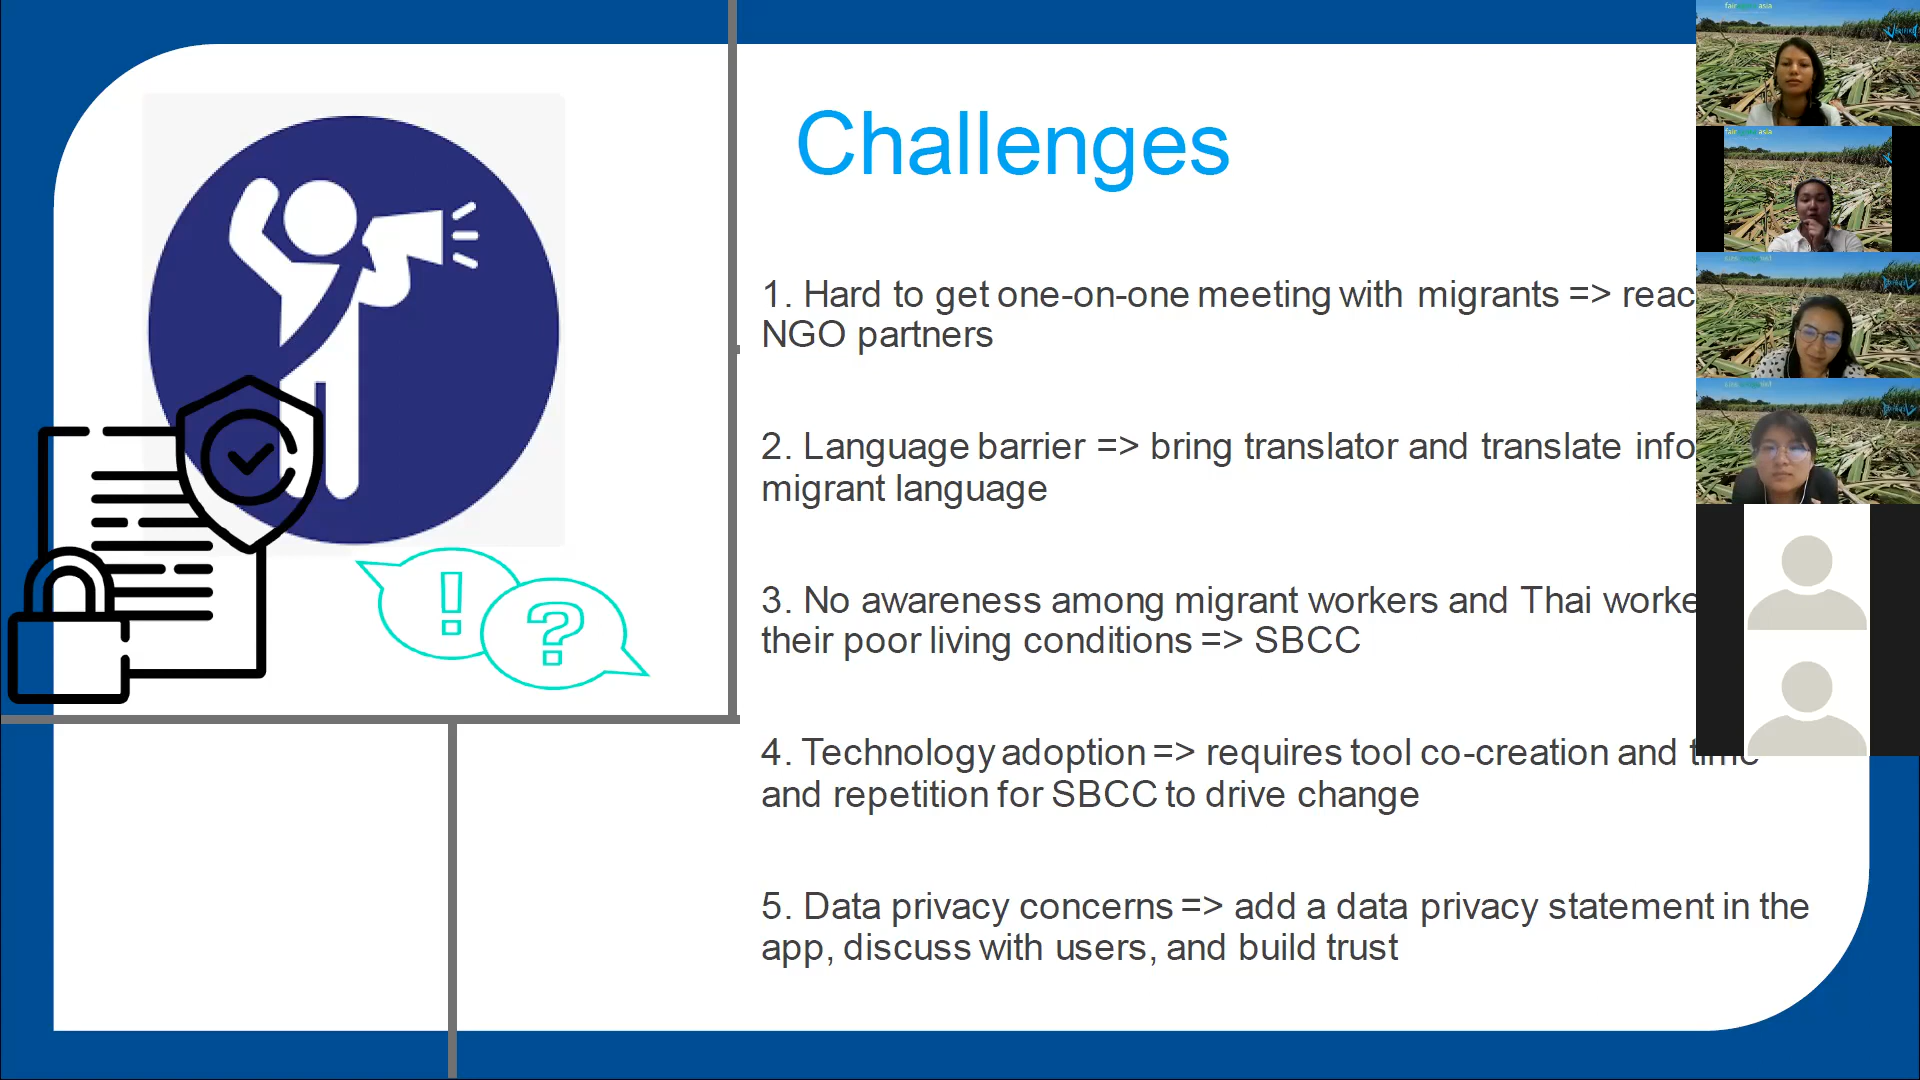 Challenges
1. Hard to get one-on-one meeting with migrants =>
NGO partners
2. Language barrier => bring translator and translate info
migrant language
3. No awareness among migrant workers and Thai
their poor living conditions => SBCC
4. Technology adoption => requires tool co-creation and time
and repetition for SBCC to drive change
5. Data privacy concerns => add a data privacy statement in the
app, discuss with users, and build trust
!
?